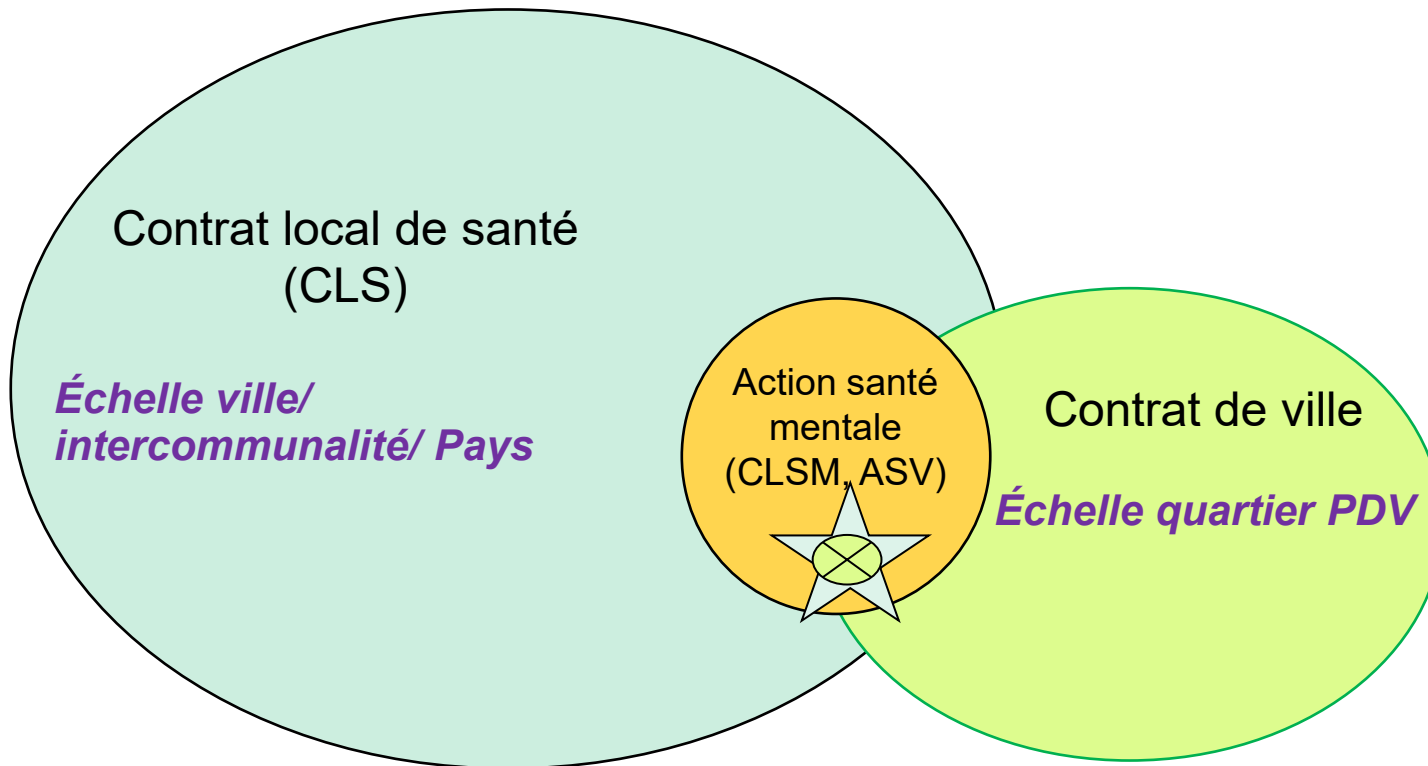 Contrat local de santé
(CLS)
Échelle ville/
intercommunalité/ Pays
Action santé
mentale
(CLSM, ASV)
Contrat de ville
Échelle quartier PDV